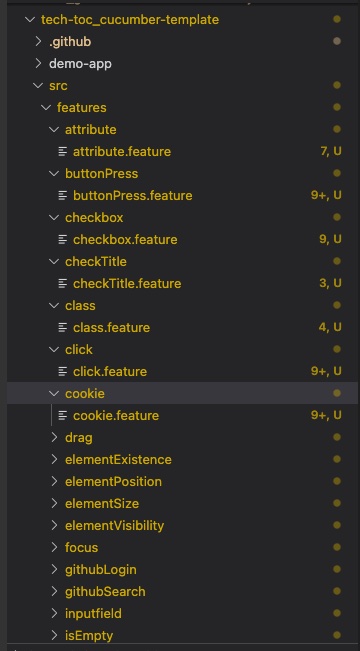 tech-toc_cucumber-template
.github
demo-app
src
features
attribute
attribute.feature 7, U
buttonPress
buttonPress.feature 9+, U
checkbox
checkbox.feature 9, U
checkTitle
checkTitle.feature 3, U
class
class.feature 4, U
click
click.feature 9+, U
cookie
cookie.feature 9+, U
drag
elementExistence
elementPosition
elementSize
elementVisibility
focus
githubLogin
githubSearch
inputfield
isEmpty